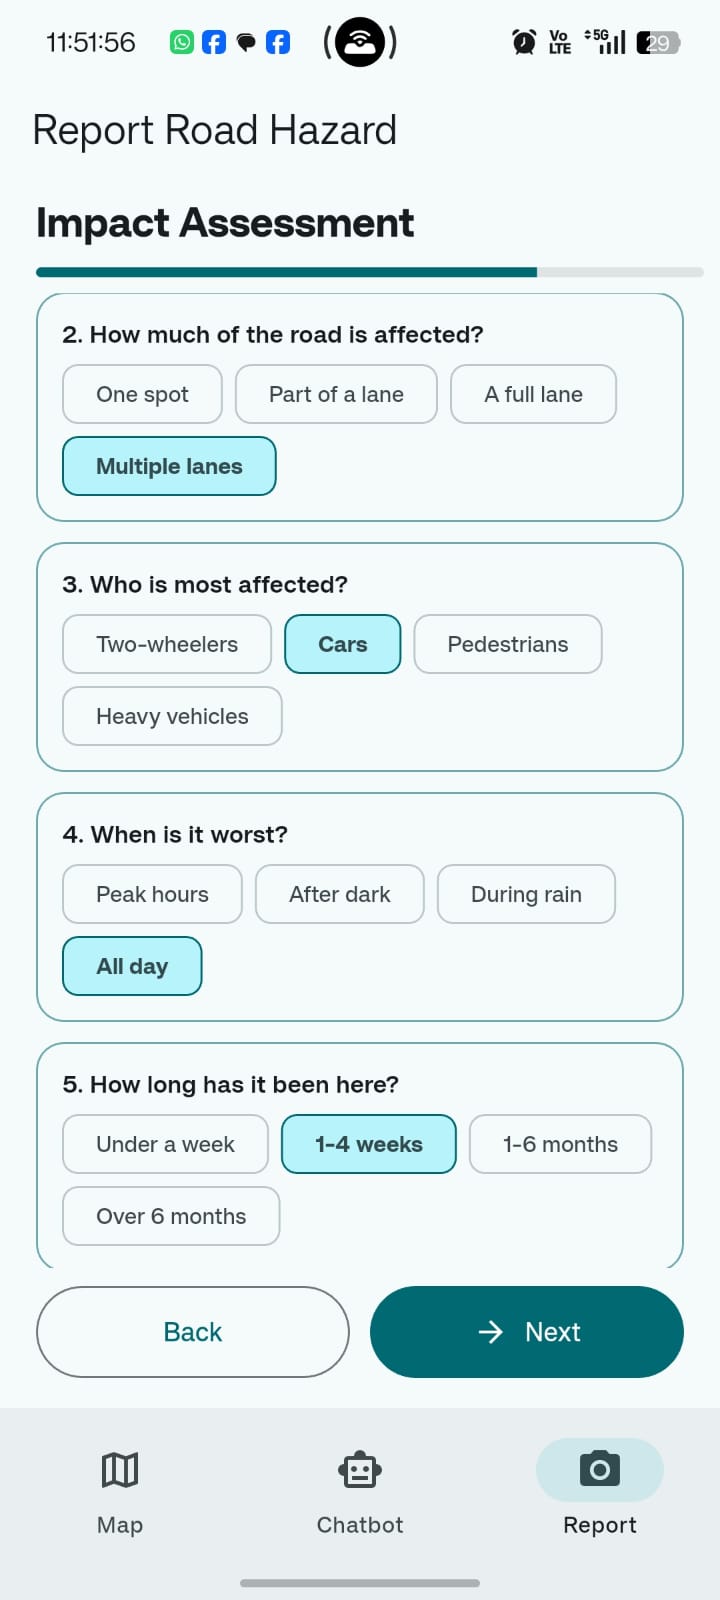 11:51:56
Vo
LTE
5G
29
Report Road Hazard
Impact Assessment
2. How much of the road is affected?
One spot
Part of a lane
A full lane
Multiple lanes
3. Who is most affected?
Two-wheelers
Cars
Pedestrians
Heavy vehicles
4. When is it worst?
Peak hours
After dark
During rain
All day
5. How long has it been here?
Under a week
1-4 weeks
1-6 months
Over 6 months
Back
→ Next
Map
Chatbot
Report